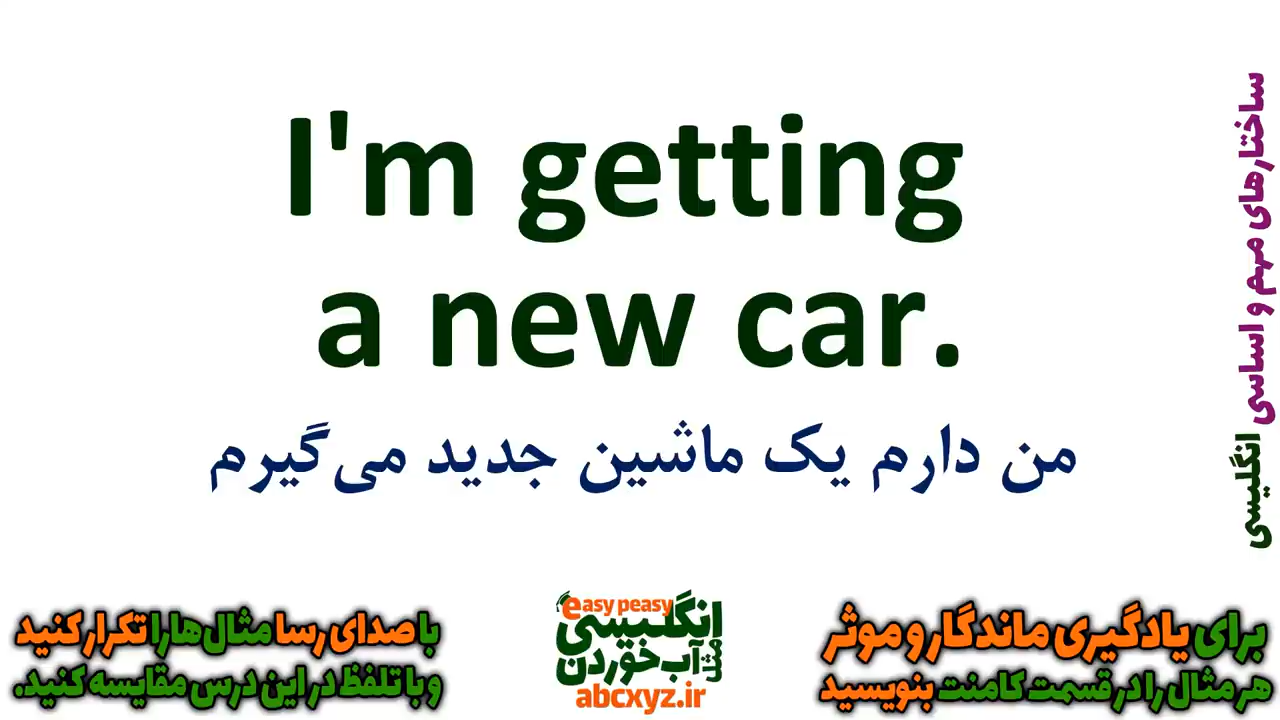 I'm getting
a new car.
من دارم یک ماشین جدید می‌گیرم
ساختارهای مهم و اساسی انگلیسی
برای یادگیری ماندگار و موثر
هر مثال را در قسمت کامنت بنویسید
easy peasy
انگلیسی
مثل آب خوردن
abcxyz.ir
با صدای رسا مثال‌ها را تکرار کنید
و با تلفظ در این درس مقایسه کنید.